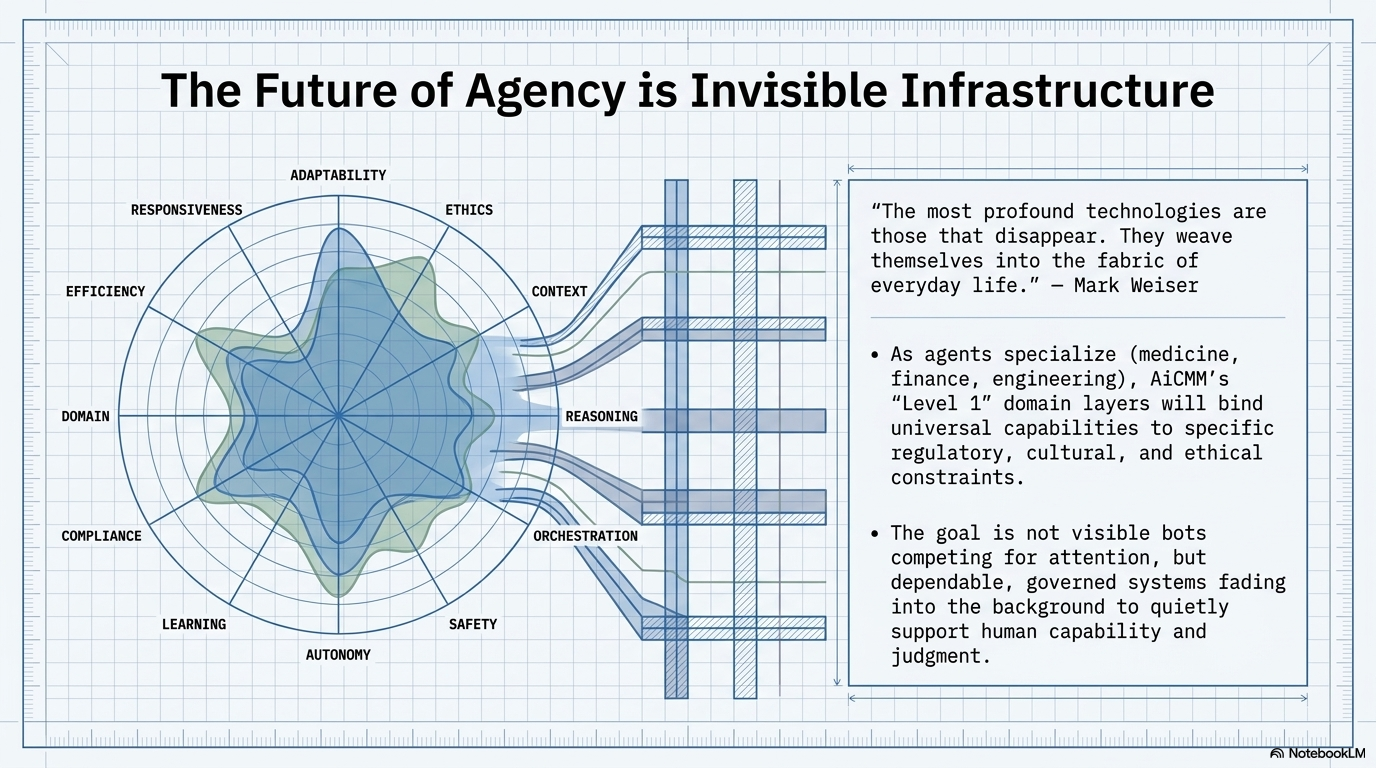 The Future of Agency is Invisible Infrastructure
ADAPTABILITY
RESPONSIVENESS
ETHICS
EFFICIENCY
CONTEXT
DOMAIN
REASONING
COMPLIANCE
ORCHESTRATION
LEARNING
SAFETY
AUTONOMY
“The most profound technologies are
those that disappear. They weave
themselves into the fabric of
everyday life.” — Mark Weiser
• As agents specialize (medicine,
finance, engineering), AiCMM’s
“Level 1” domain layers will bind
universal capabilities to specific
regulatory, cultural, and ethical
constraints.
• The goal is not visible bots
competing for attention, but
dependable, governed systems fading
into the background to quietly
support human capability and
judgment.
NotebookLM